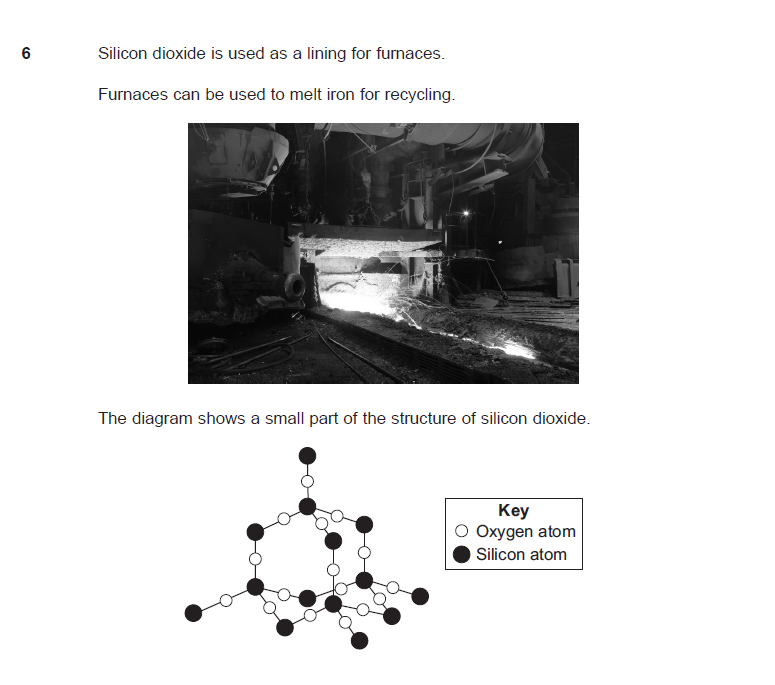 6 Silicon dioxide is used as a lining for furnaces.
Furnaces can be used to melt iron for recycling.
The diagram shows a small part of the structure of silicon dioxide.
Key
Oxygen atom
Silicon atom